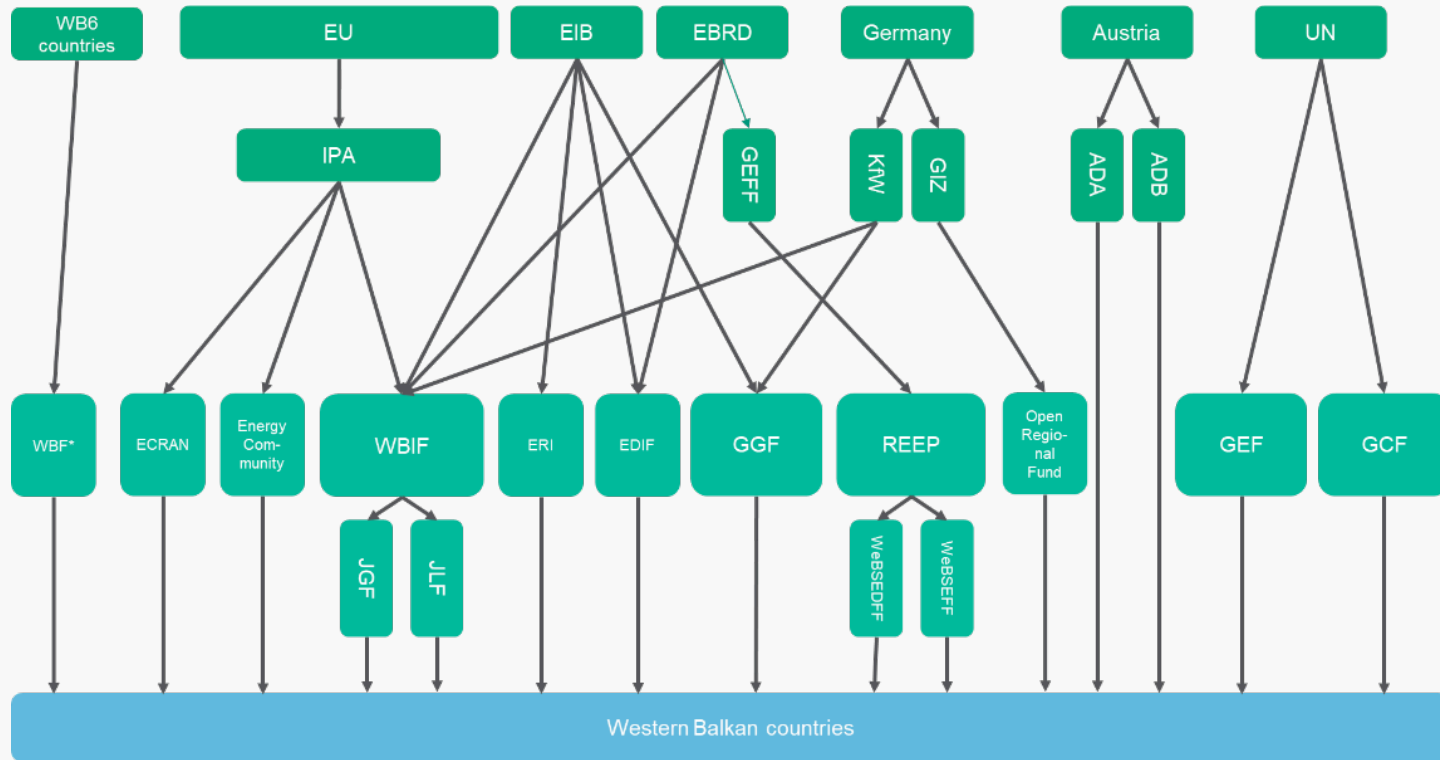 WB6
countries
EU
EIB
EBRD
Germany
Austria
UN
IPA
GEFF
KfW
GIZ
ADA
ADB
WBF*
ECRAN
Energy
Com-
munity
WBIF
ERI
EDIF
GGF
REEP
Open
Regio-
nal
Fund
GEF
GCF
JGF
JLF
WeBSEDFF
WeBSEFF
Western Balkan countries